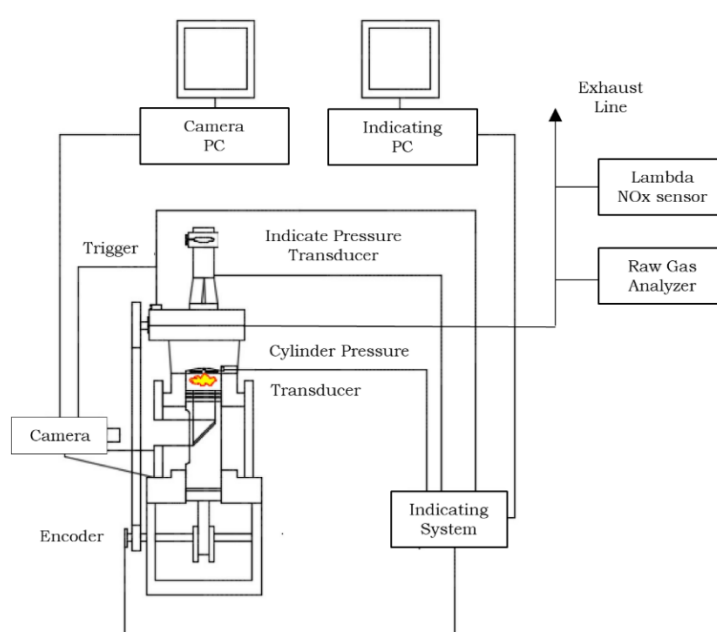 Camera
PC
Indicating
PC
Exhaust
Line
Lambda
NOx sensor
Trigger
Indicate Pressure
Transducer
Raw Gas
Analyzer
Cylinder Pressure
Transducer
Camera
Indicating
System
Encoder